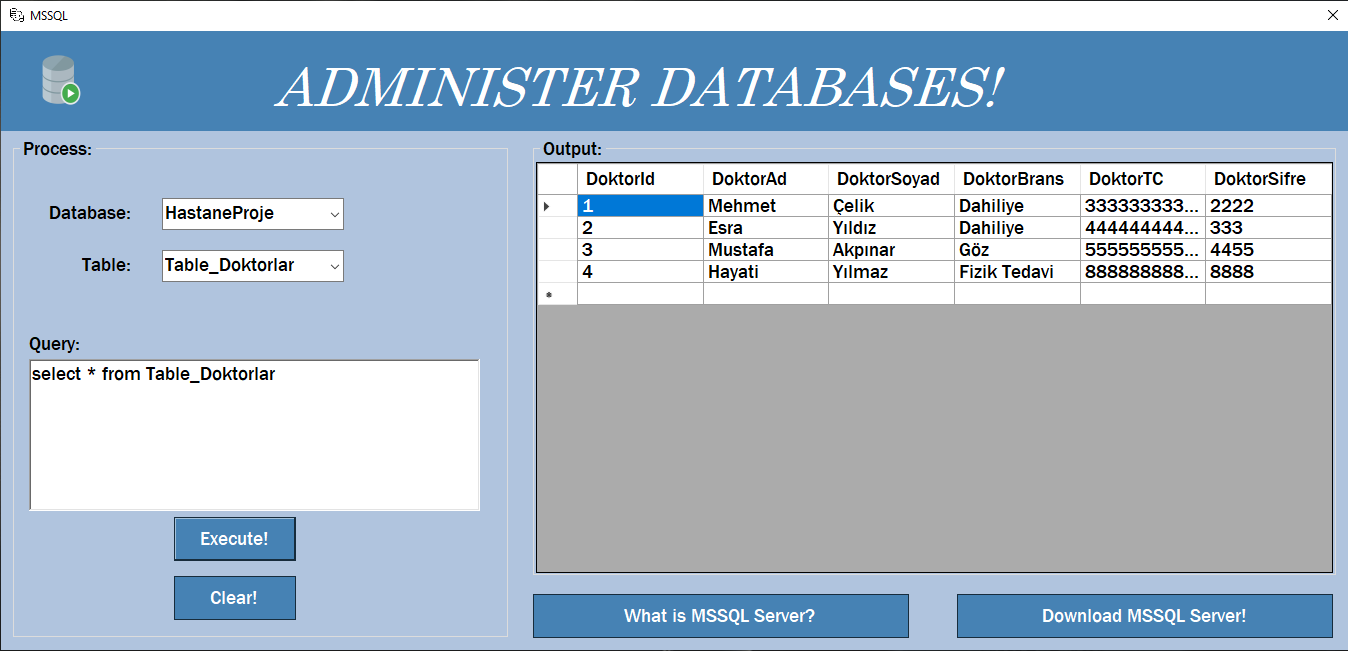 MSSQL
ADMINISTER DATABASES!
Process:
Database: HastaneProje
Table: Table_Doktorlar
Query:
select * from Table_Doktorlar
Execute!
Clear!
Output:
DoktorId DoktorAd DoktorSoyad DoktorBrans DoktorTC DoktorSifre
1 Mehmet Çelik Dahiliye 333333333... 2222
2 Esra Yıldız Dahiliye 444444444... 333
3 Mustafa Akpınar Göz 555555555... 4455
4 Hayati Yılmaz Fizik Tedavi 888888888... 8888
What is MSSQL Server?
Download MSSQL Server!